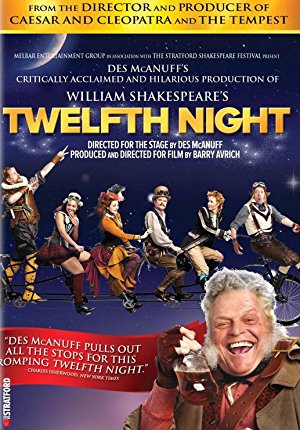 FROM THE DIRECTOR AND PRODUCER OF
CAESAR AND CLEOPATRA AND THE TEMPEST
MELBAR ENTERTAINMENT GROUP IN ASSOCIATION WITH THE STRATFORD SHAKESPEARE FESTIVAL PRESENT
DES MCANUFF'S
CRITICALLY ACCLAIMED AND HILARIOUS PRODUCTION OF
WILLIAM SHAKESPEARE'S
TWELFTH NIGHT
DIRECTED FOR THE STAGE BY DES MCANUFF
PRODUCED AND DIRECTED FOR FILM BY BARRY AVRICH
"DES MCANUFF PULLS OUT
ALL THE STOPS FOR THIS
ROMPING TWELFTH NIGHT."
CHARLES ISHERWOOD, NEW YORK TIMES
STRATFORD